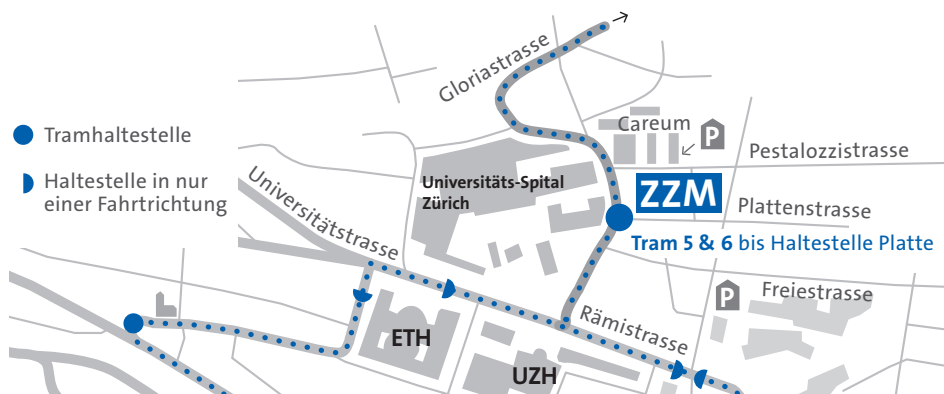 Gloriastrasse
Careum
P
Tramhaltestelle
Pestalozzistrasse
Haltestelle in nur
einer Fahrtrichtung
Universitätstrasse
Universitäts-Spital
Zürich
ZZM
Plattenstrasse
Tram 5 & 6 bis Haltestelle Platte
P
Freiestrasse
Rämistrasse
ETH
UZH